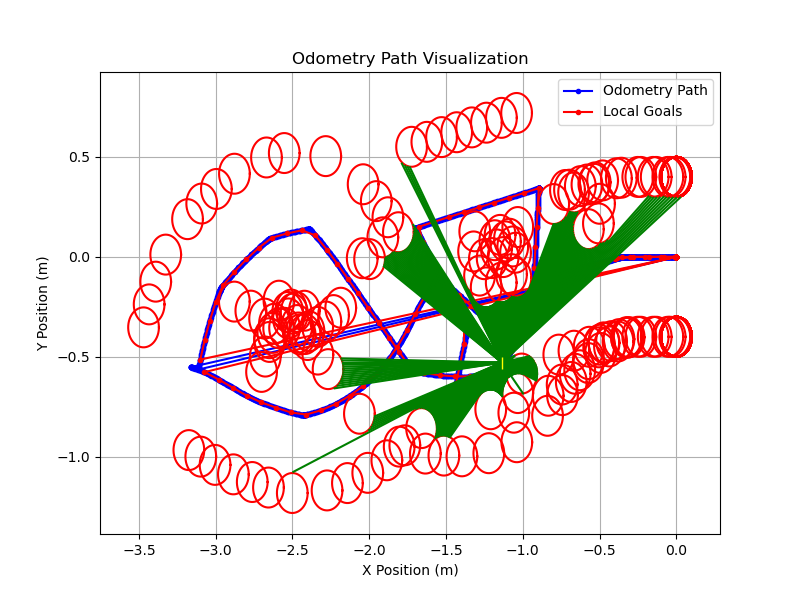 Odometry Path Visualization
Odometry Path
Local Goals
Y Position (m)
0.5
0.0
−0.5
−1.0
−3.5 −3.0 −2.5 −2.0 −1.5 −1.0 −0.5 0.0
X Position (m)